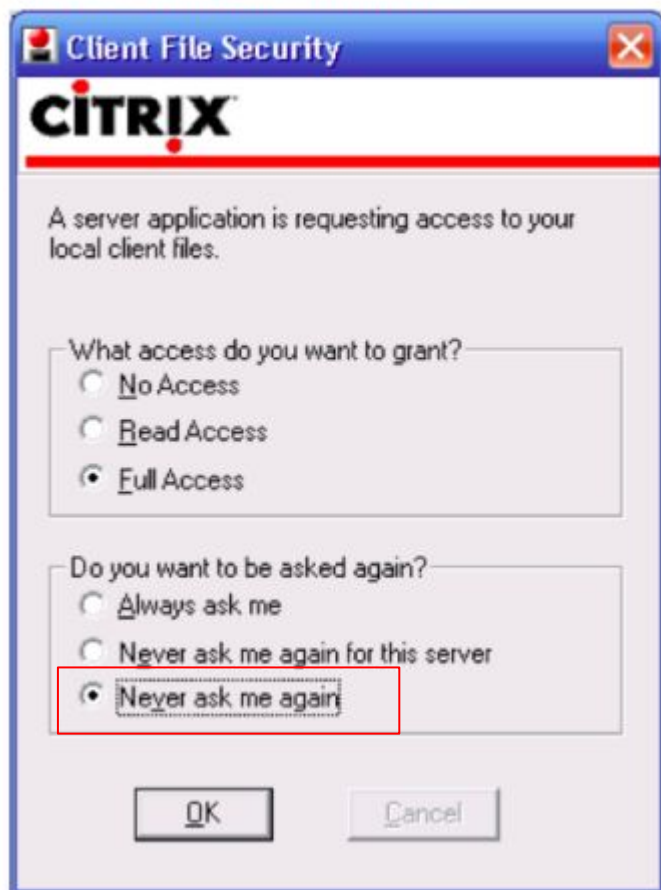 Client File Security
CITRIX
A server application is requesting access to your
local client files.
What access do you want to grant?
No Access
Read Access
Full Access
Do you want to be asked again?
Always ask me
Never ask me again for this server
Never ask me again
OK
Cancel